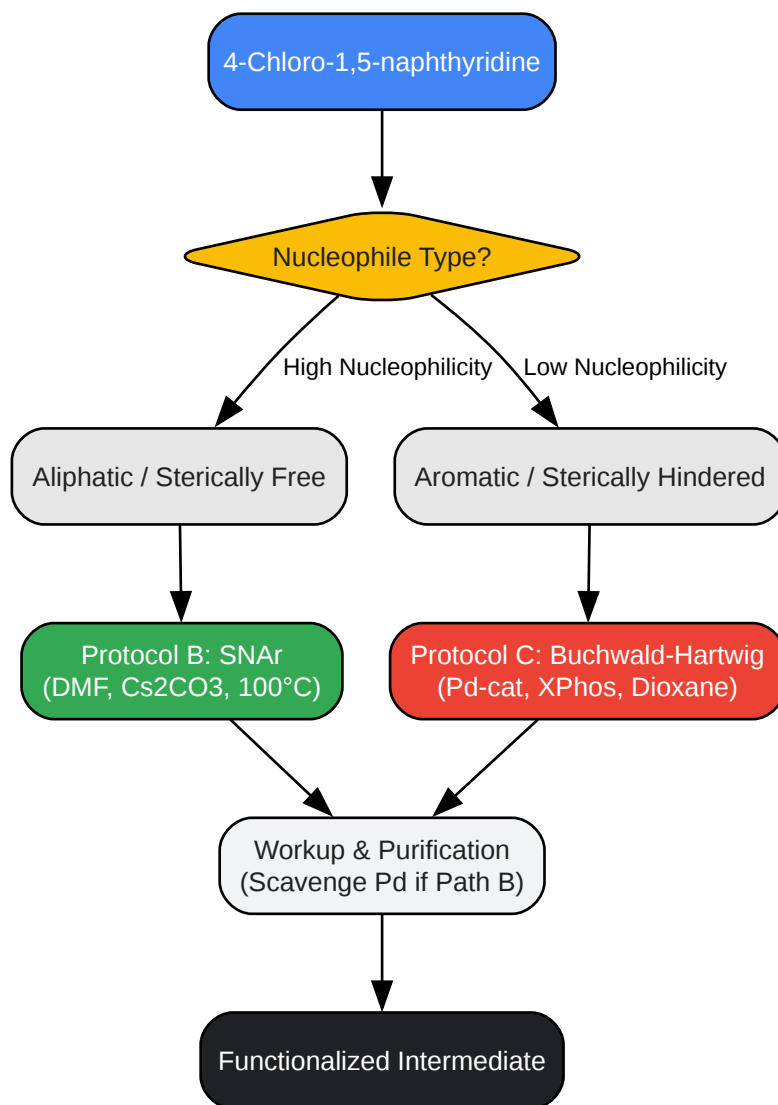 4-Chloro-1,5-naphthyridine
Nucleophile Type?
High Nucleophilicity
Low Nucleophilicity
Aliphatic / Sterically Free
Aromatic / Sterically Hindered
Protocol B: SNAr
(DMF, Cs2CO3, 100°C)
Protocol C: Buchwald-Hartwig
(Pd-cat, XPhos, Dioxane)
Workup & Purification
(Scavenge Pd if Path B)
Functionalized Intermediate